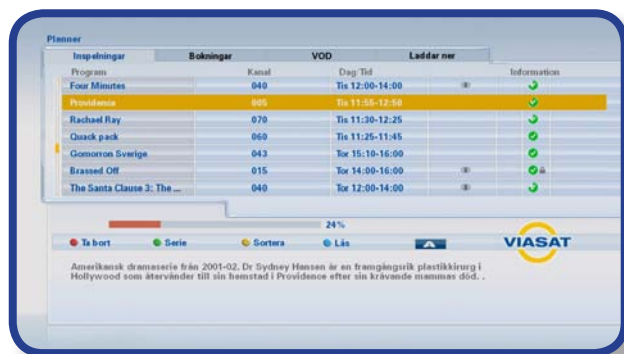 Planner
Inspelningar Bokningar VOD Laddar ner
Program Kanal Dag/Tid Information
Four Minutes 040 Tis 12:00-14:00
Providence 005 Tis 11:55-12:50
Rachael Ray 070 Tis 11:30-12:25
Quack pack 060 Tis 11:25-11:45
Gomorron Sverige 043 Tor 15:10-16:00
Brassed Off 015 Tor 14:00-16:00
The Santa Clause 3: The ... 040 Tor 12:00-14:00
24%
Ta bort Serie Sortera Lås A VIASAT
Amerikansk dramaserie från 2001-02. Dr Sydney Hansen är en framgångsrik plastikkirurg i
Hollywood som återvänder till sin hemstad i Providence efter sin krävande mammas död. .